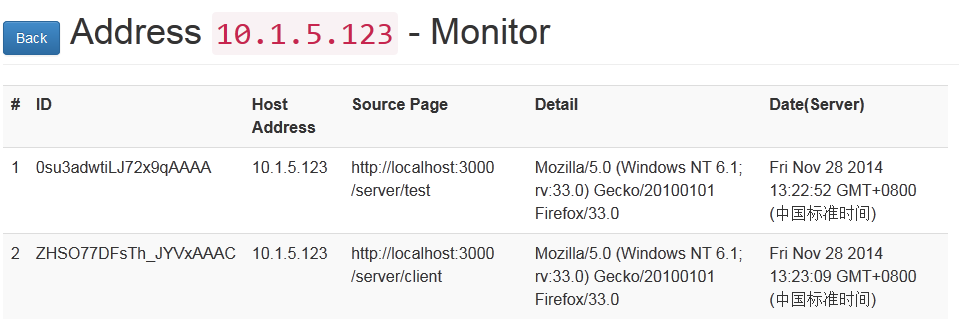 Back Address 10.1.5.123 - Monitor
# ID Host Address Source Page Detail Date(Server)
1 0su3adwtiLJ72x9qAAAA 10.1.5.123 http://localhost:3000 Mozilla/5.0 (Windows NT 6.1; Fri Nov 28 2014
/server/test rv:33.0) Gecko/20100101 13:22:52 GMT+0800
Firefox/33.0 (中国标准时间)
2 ZHSO77DFsTh_JYVxAAAC 10.1.5.123 http://localhost:3000 Mozilla/5.0 (Windows NT 6.1; Fri Nov 28 2014
/server/client rv:33.0) Gecko/20100101 13:23:09 GMT+0800
Firefox/33.0 (中国标准时间)